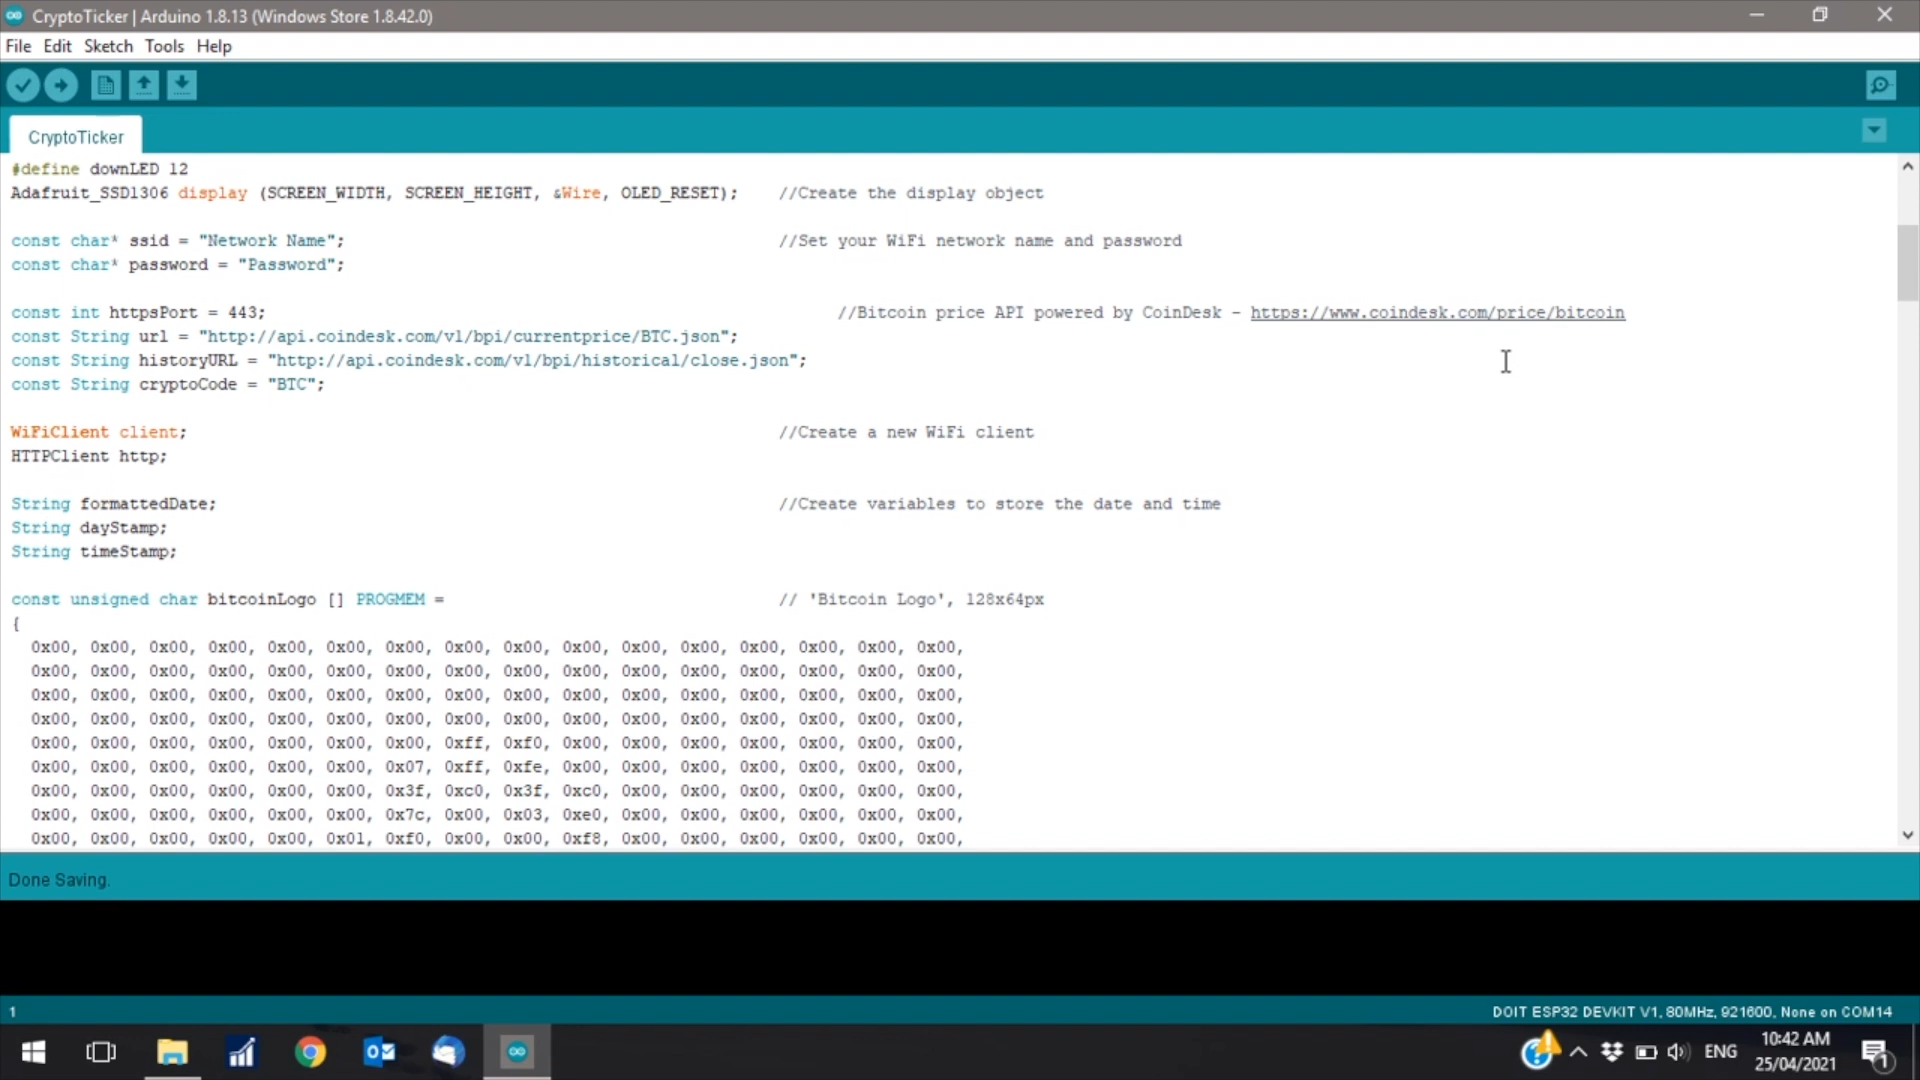 CryptoTicker | Arduino 1.8.13 (Windows Store 1.8.42.0)
File Edit Sketch Tools Help
CryptoTicker
#define downLED 12
Adafruit_SSD1306 display (SCREEN_WIDTH, SCREEN_HEIGHT, &Wire, OLED_RESET); //Create the display object
const char* ssid = "Network Name"; //Set your WiFi network name and password
const char* password = "Password";
const int httpsPort = 443; //Bitcoin price API powered by CoinDesk - https://www.coindesk.com/price/bitcoin
const String url = "http://api.coindesk.com/v1/bpi/currentprice/BTC.json";
const String historyURL = "http://api.coindesk.com/v1/bpi/historical/close.json";
const String cryptoCode = "BTC";
WiFiClient client; //Create a new WiFi client
HTTPClient http;
String formattedDate; //Create variables to store the date and time
String dayStamp;
String timeStamp;
const unsigned char bitcoinLogo [] PROGMEM = // 'Bitcoin Logo', 128x64px
{
0x00, 0x00, 0x00, 0x00, 0x00, 0x00, 0x00, 0x00, 0x00, 0x00, 0x00, 0x00, 0x00, 0x00, 0x00, 0x00,
0x00, 0x00, 0x00, 0x00, 0x00, 0x00, 0x00, 0x00, 0x00, 0x00, 0x00, 0x00, 0x00, 0x00, 0x00, 0x00,
0x00, 0x00, 0x00, 0x00, 0x00, 0x00, 0x00, 0x00, 0x00, 0x00, 0x00, 0x00, 0x00, 0x00, 0x00, 0x00,
0x00, 0x00, 0x00, 0x00, 0x00, 0x00, 0x00, 0x00, 0x00, 0x00, 0x00, 0x00, 0x00, 0x00, 0x00, 0x00,
0x00, 0x00, 0x00, 0x00, 0x00, 0x00, 0x00, 0xff, 0xf0, 0x00, 0x00, 0x00, 0x00, 0x00, 0x00, 0x00,
0x00, 0x00, 0x00, 0x00, 0x00, 0x00, 0x07, 0xff, 0xfe, 0x00, 0x00, 0x00, 0x00, 0x00, 0x00, 0x00,
0x00, 0x00, 0x00, 0x00, 0x00, 0x00, 0x3f, 0xc0, 0x3f, 0xc0, 0x00, 0x00, 0x00, 0x00, 0x00, 0x00,
0x00, 0x00, 0x00, 0x00, 0x00, 0x00, 0x7c, 0x00, 0x03, 0xe0, 0x00, 0x00, 0x00, 0x00, 0x00, 0x00,
0x00, 0x00, 0x00, 0x00, 0x00, 0x01, 0xf0, 0x00, 0x00, 0xf8, 0x00, 0x00, 0x00, 0x00, 0x00, 0x00,
Done Saving.
1 DOIT ESP32 DEVKIT V1, 80MHz, 921600, None on COM14
ENG 10:42 AM
25/04/2021 1